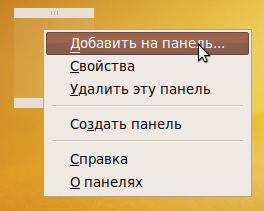 Добавить на панель...
Свойства
Удалить эту панель
Создать панель
Справка
О панелях